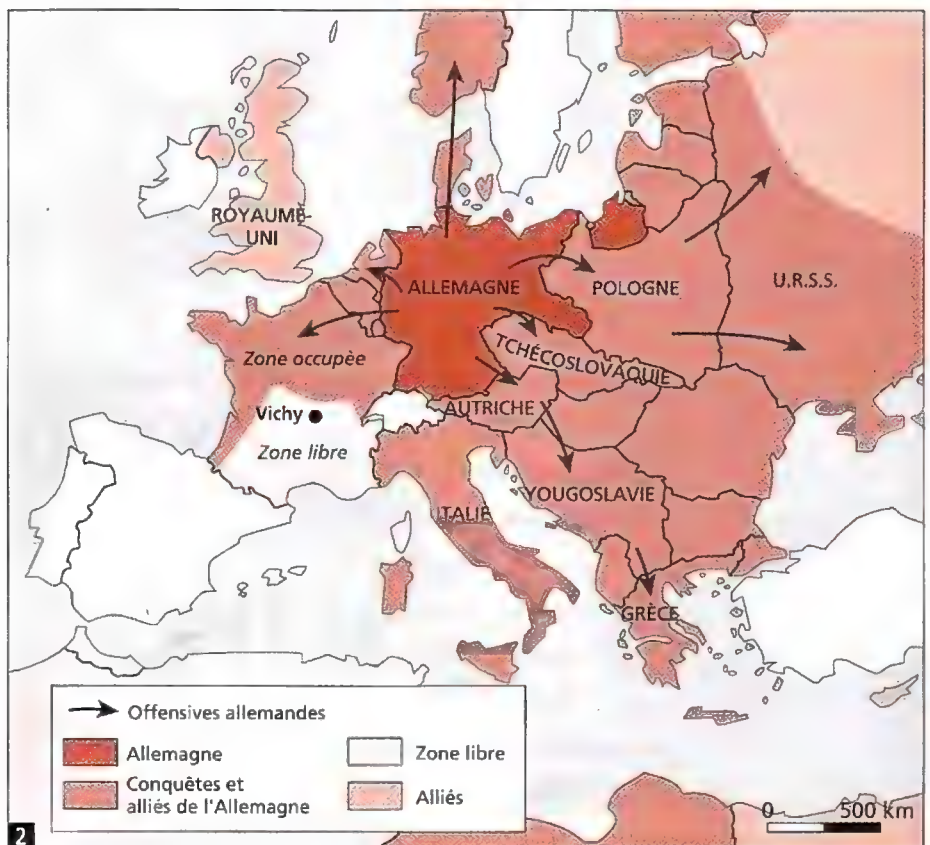 ROYAUME-
UNI
ALLEMAGNE
POLOGNE
U.R.S.S.
Zone occupèe
TCHÉCOSLOVAQUIE
Vichy
AUTRICHE
Zone libre
YOUGOSLAVIE
ITALIE
GRÈCE
Offensives allemandes
Allemagne
Zone libre
Conquêtes et
alliés de l'Allemagne
Alliés
0 500 km
2